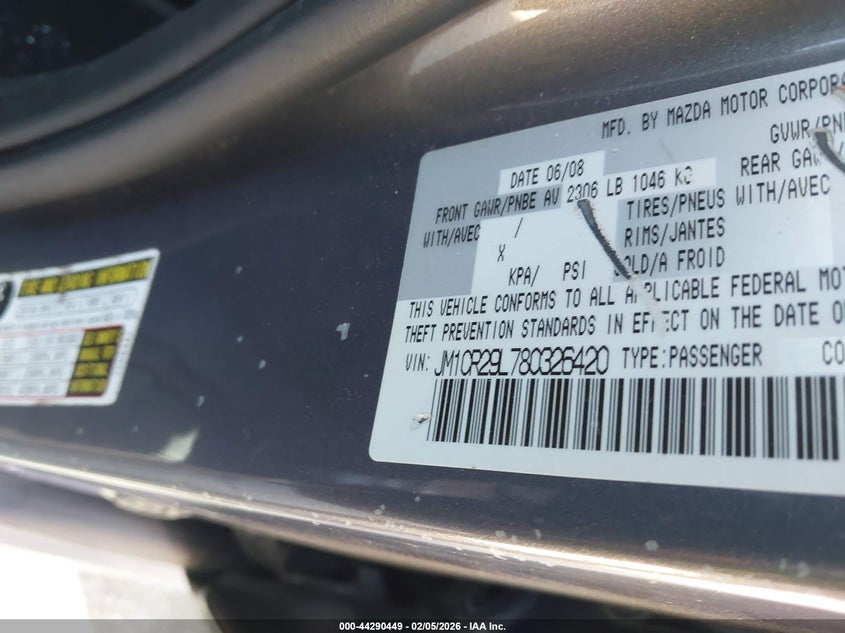 MFD. BY MAZDA MOTOR CORPORA
DATE 06/08
GVWR/PNB
FRONT GAWR/PNBE AV 2306 LB 1046 KG
REAR GAW
WITH/AVEC / TIRES/PNEUS WITH/AVEC
X RIMS/JANTES
KPA/ PSI COLD/A FROID
THIS VEHICLE CONFORMS TO ALL APPLICABLE FEDERAL MOT
THEFT PREVENTION STANDARDS IN EFFECT ON THE DATE O
VIN: JM1CR29L780326420 TYPE:PASSENGER CO
000-44290449 - 02/05/2026 - IAA Inc.